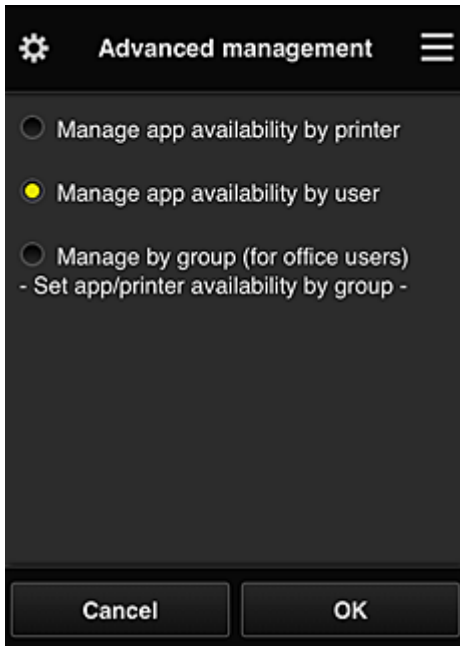 Advanced management
Manage app availability by printer
Manage app availability by user
Manage by group (for office users)
- Set app/printer availability by group -
Cancel
OK